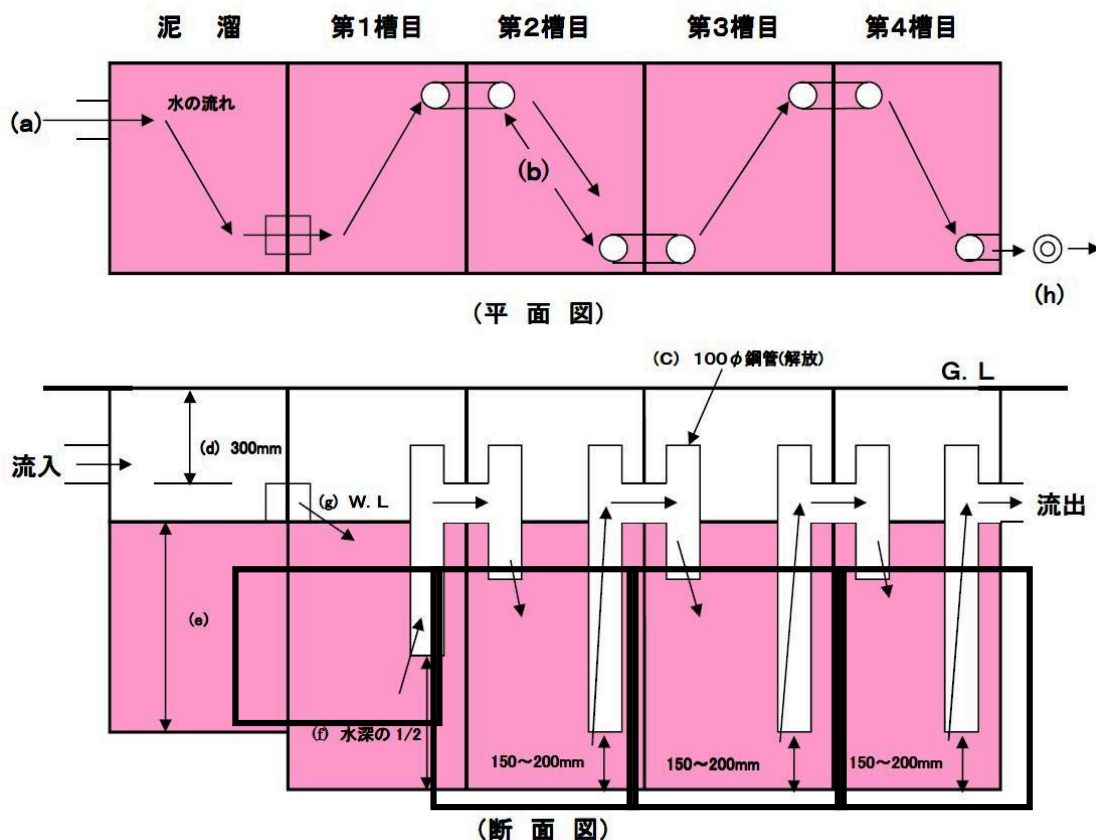 泥 溜 第1槽目 第2槽目 第3槽目 第4槽目
水の流れ
(a)
(b)
(h)
(平 面 図)
(C) 100φ鋼管(解放)
G. L
(d) 300mm
流入
(g) W. L
流出
(e)
(f) 水深の 1/2
150～200mm 150～200mm 150～200mm
(断 面 図)